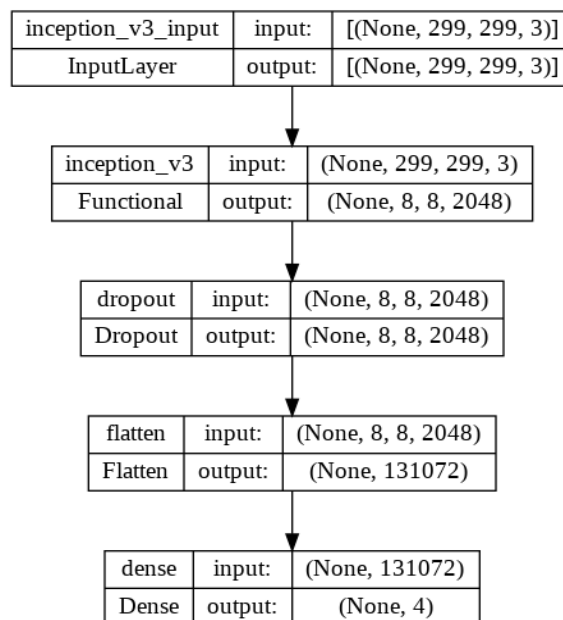 inception_v3_input input: [(None, 299, 299, 3)]
InputLayer output: [(None, 299, 299, 3)]
inception_v3 input: (None, 299, 299, 3)
Functional output: (None, 8, 8, 2048)
dropout input: (None, 8, 8, 2048)
Dropout output: (None, 8, 8, 2048)
flatten input: (None, 8, 8, 2048)
Flatten output: (None, 131072)
dense input: (None, 131072)
Dense output: (None, 4)